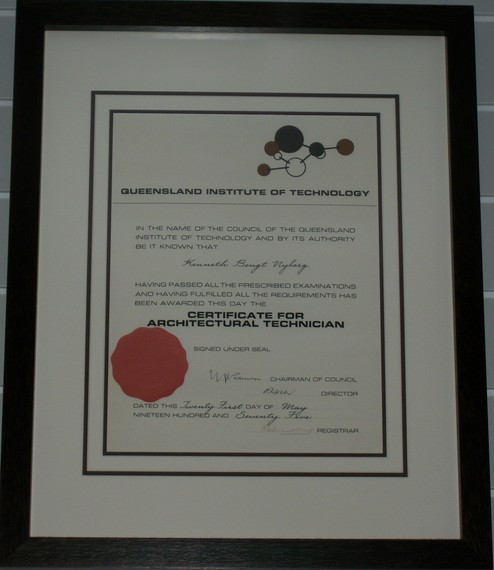 QUEENSLAND INSTITUTE OF TECHNOLOGY
IN THE NAME OF THE COUNCIL OF THE QUEENSLAND
INSTITUTE OF TECHNOLOGY AND BY ITS AUTHORITY
BE IT KNOWN THAT
Kenneth Bengt Nyborg
HAVING PASSED ALL THE PRESCRIBED EXAMINATIONS
AND HAVING FULFILLED ALL THE REQUIREMENTS HAS
BEEN AWARDED THIS DAY THE
CERTIFICATE FOR
ARCHITECTURAL TECHNICIAN
SIGNED UNDER SEAL
CHAIRMAN OF COUNCIL
DIRECTOR
DATED THIS Twenty First DAY OF May
NINETEEN HUNDRED AND Seventy Five
REGISTRAR